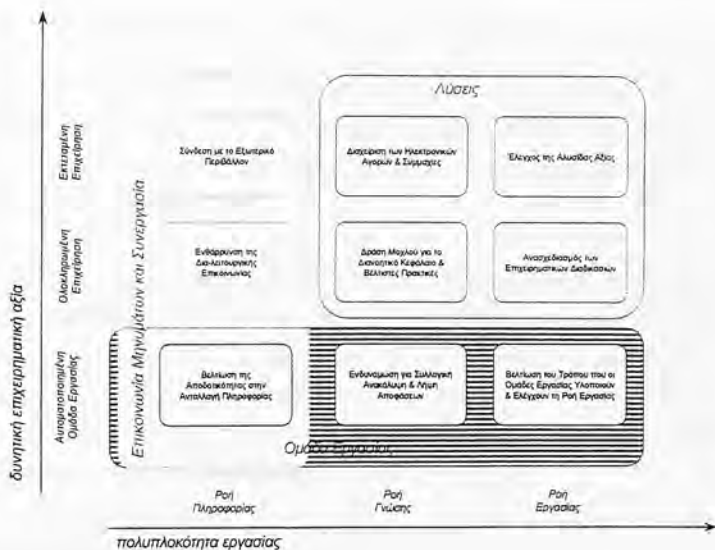 Λύσεις
Εκτεταμένη
Επιχείρηση
Σύνδεση με το Εξωτερικό
Περιβάλλον
Διαχείριση των Ηλεκτρονικών
Αγορών & Συμμαχίες
Έλεγχος της Αλυσίδας Αξίας
Ολοκληρωμένη
Επιχείρηση
Ενθάρρυνση της
Δια-λειτουργικής
Επικοινωνίας
Δράση Μοχλού για το
Διανοητικό Κεφάλαιο &
Βέλτιστες Πρακτικές
Ανασχεδιασμός των
Επιχειρηματικών Διαδικασιών
Επικοινωνία Μηνυμάτων και Συνεργασία
δυνητική επιχειρηματική αξία
Αυτοματοποιημένη
Ομάδα Εργασίας
Βελτίωση της
Αποδοτικότητας στην
Ανταλλαγή Πληροφορίας
Ενδυνάμωση για Συλλογική
Ανακάλυψη & Λήψη
Αποφάσεων
Βελτίωση του Τρόπου που οι
Ομάδες Εργασίας Υλοποιούν
& Ελέγχουν τη Ροή Εργασίας
Ομάδα Εργασίας
Ροή
Πληροφορίας
Ροή
Γνώσης
Ροή
Εργασίας
πολυπλοκότητα εργασίας